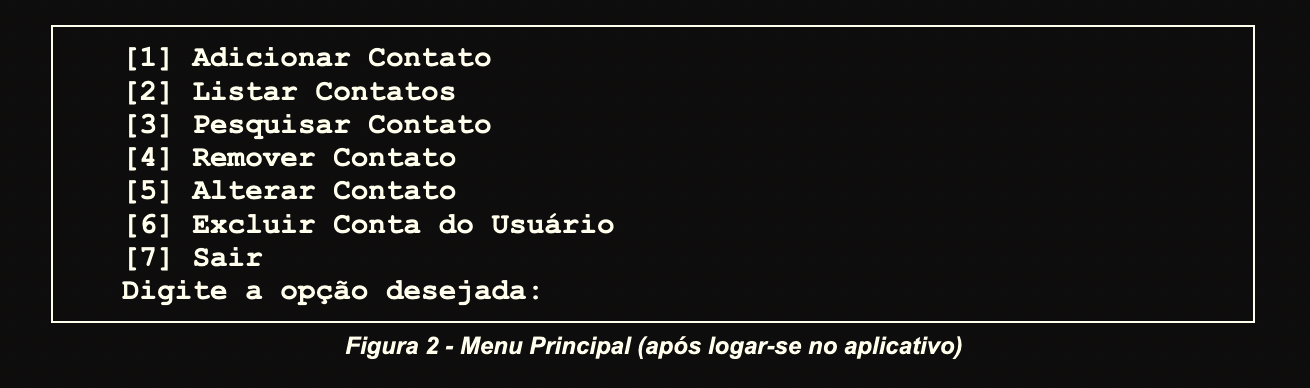 [1] Adicionar Contato
[2] Listar Contatos
[3] Pesquisar Contato
[4] Remover Contato
[5] Alterar Contato
[6] Excluir Conta do Usuário
[7] Sair
Digite a opção desejada:
Figura 2 - Menu Principal (após logar-se no aplicativo)